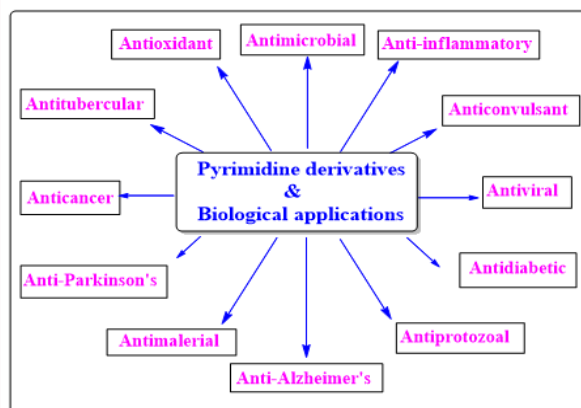 Antimicrobial
Antioxidant
Anti-inflammatory
Antitubercular
Anticonvulsant
Pyrimidine derivatives
&
Biological applications
Anticancer
Antiviral
Anti-Parkinson's
Antidiabetic
Antimalerial
Antiprotozoal
Anti-Alzheimer's